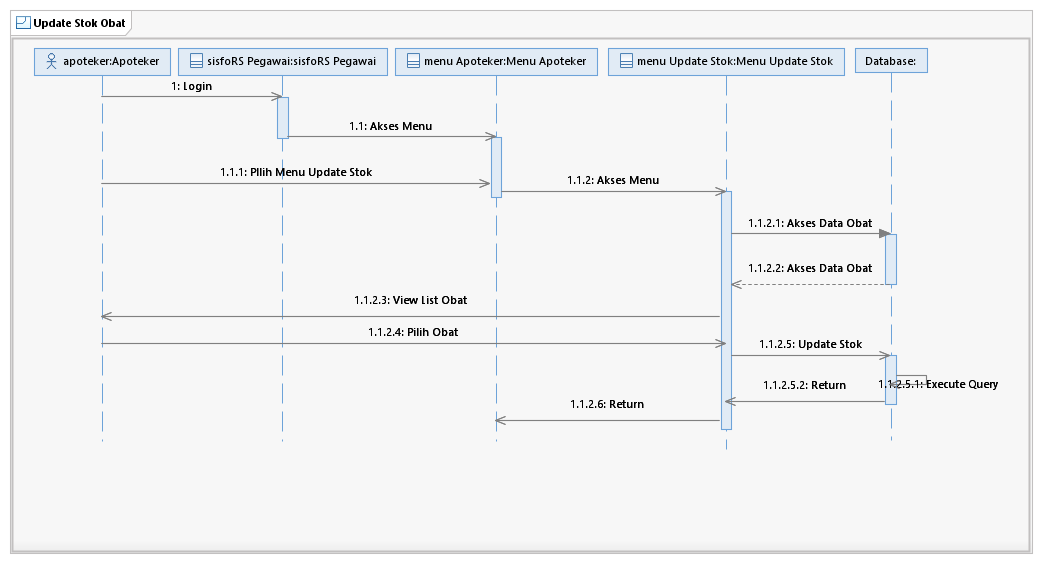 Update Stok Obat
apoteker:Apoteker
sisfoRS Pegawai:sisfoRS Pegawai
menu Apoteker:Menu Apoteker
menu Update Stok:Menu Update Stok
Database:
1: Login
1.1: Akses Menu
1.1.1: PIlih Menu Update Stok
1.1.2: Akses Menu
1.1.2.1: Akses Data Obat
1.1.2.2: Akses Data Obat
1.1.2.3: View List Obat
1.1.2.4: Pilih Obat
1.1.2.5: Update Stok
1.1.2.5.1: Execute Query
1.1.2.5.2: Return
1.1.2.6: Return